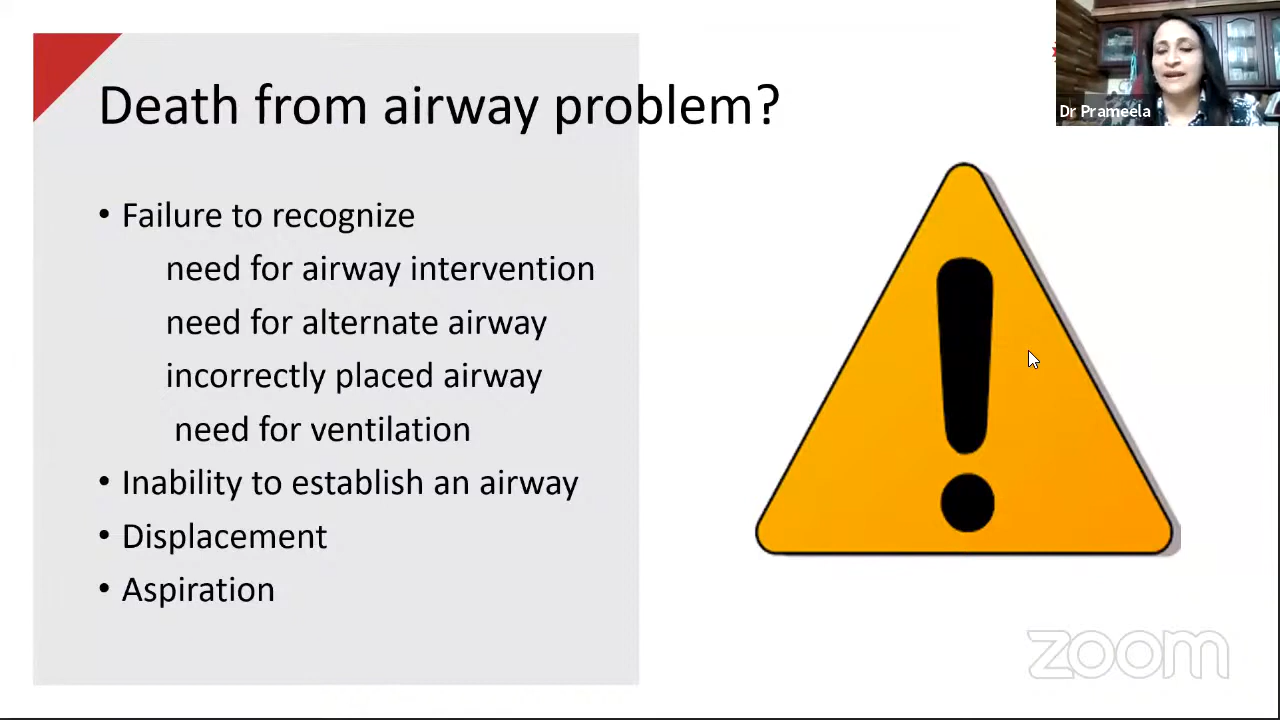 Death from airway problem?
Dr Prameela
• Failure to recognize
need for airway intervention
need for alternate airway
incorrectly placed airway
need for ventilation
• Inability to establish an airway
• Displacement
• Aspiration
zoom